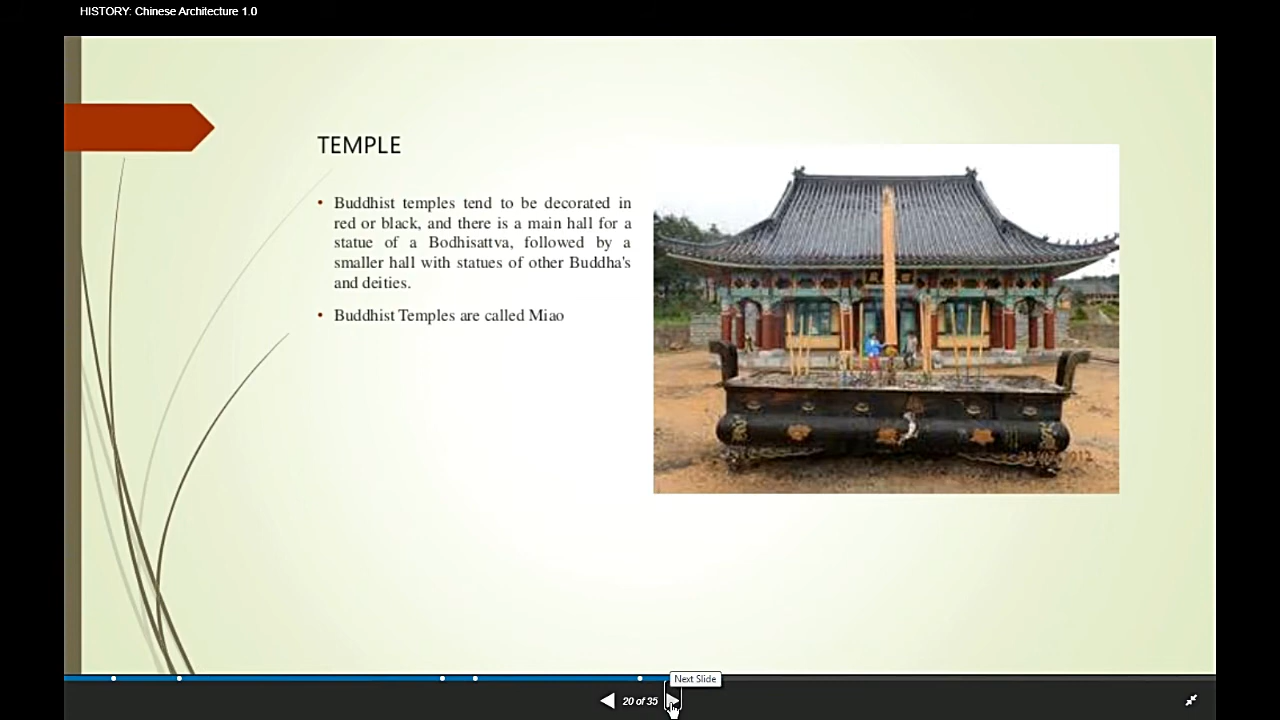 HISTORY: Chinese Architecture 1.0
TEMPLE
• Buddhist temples tend to be decorated in
red or black, and there is a main hall for a
statue of a Bodhisattva, followed by a
smaller hall with statues of other Buddha's
and deities.
• Buddhist Temples are called Miao
Next Slide
20 of 35